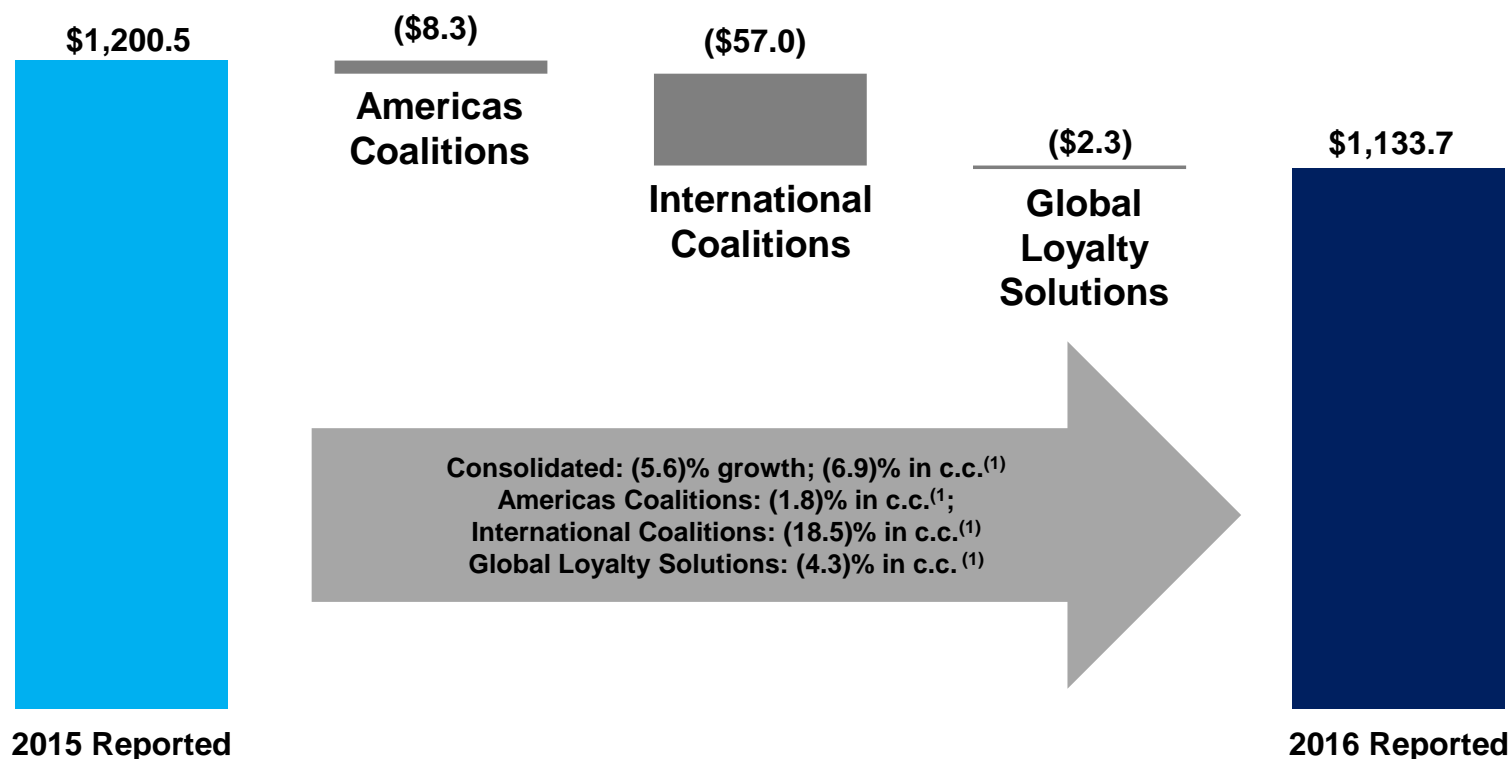 $1,200.5
($8.3)
Americas
Coalitions
($57.0)
International
Coalitions
($2.3)
Global
Loyalty
Solutions
$1,133.7
Consolidated: (5.6)% growth; (6.9)% in c.c.(1)
Americas Coalitions: (1.8)% in c.c.(1;
International Coalitions: (18.5)% in c.c.(1)
Global Loyalty Solutions: (4.3)% in c.c. (1)
2015 Reported
2016 Reported